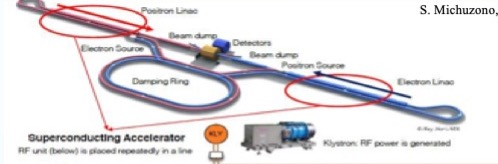 S. Michuzono,
Positron Linac
Beam dump
Detectors
Electron Source
Beam dump
Positron Source
Damping Ring
Electron Linac
Superconducting Accelerator
RF unit (below) is placed repeatedly in a line
KLY
Klystron: RF power is generated